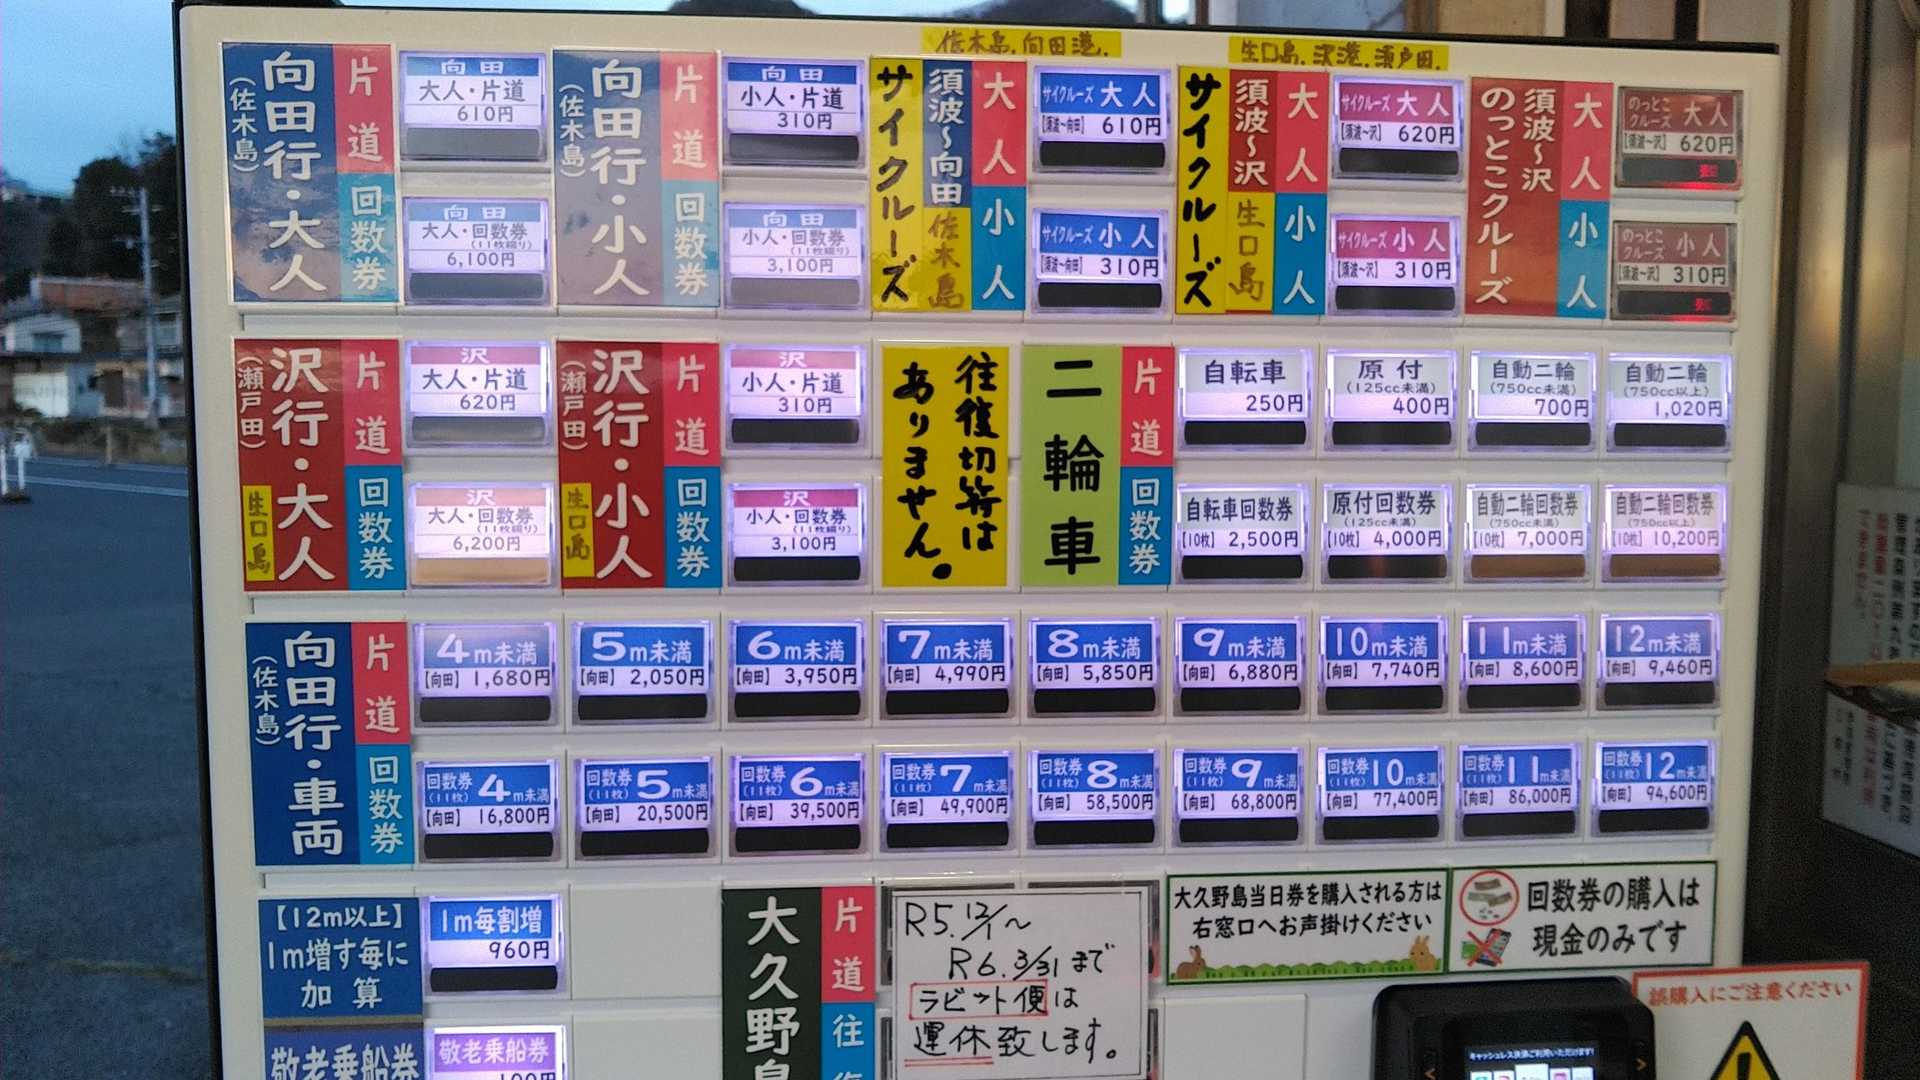 佐木島.向田港.
生口島.沢港.瀬戸田.
向田行・大人
(佐木島)
片道
回数券
向田
大人・片道
610円
向田
大人・回数券
(11枚綴り)
6,100円
向田行・小人
(佐木島)
片道
回数券
向田
小人・片道
310円
向田
小人・回数券
(11枚綴り)
3,100円
サイクルーズ
須波〜向田
佐木島
大人
小人
サイクルーズ 大人
【須波〜向田】 610円
サイクルーズ 小人
【須波〜向田】 310円
サイクルーズ
須波〜沢
生口島
大人
小人
サイクルーズ 大人
【須波〜沢】 620円
サイクルーズ 小人
【須波〜沢】 310円
須波〜沢
のっとこクルーズ
大人
小人
のっとこクルーズ 大人
【須波〜沢】 620円
のっとこクルーズ 小人
【須波〜沢】 310円
沢行・大人
(瀬戸田)
生口島
片道
回数券
沢
大人・片道
620円
沢
大人・回数券
(11枚綴り)
6,200円
沢行・小人
(瀬戸田)
生口島
片道
回数券
沢
小人・片道
310円
沢
小人・回数券
(11枚綴り)
3,100円
往復切符は
ありません。
二輪車
片道
回数券
自転車
250円
原付
(125cc未満)
400円
自動二輪
(750cc未満)
700円
自動二輪
(750cc以上)
1,020円
自転車回数券
【10枚】 2,500円
原付回数券
(125cc未満)
【10枚】 4,000円
自動二輪回数券
(750cc未満)
【10枚】 7,000円
自動二輪回数券
(750cc以上)
【10枚】 10,200円
向田行・車両
(佐木島)
片道
回数券
4m未満
【向田】 1,680円
5m未満
【向田】 2,050円
6m未満
【向田】 3,950円
7m未満
【向田】 4,990円
8m未満
【向田】 5,850円
9m未満
【向田】 6,880円
10m未満
【向田】 7,740円
11m未満
【向田】 8,600円
12m未満
【向田】 9,460円
回数券(11枚) 4m未満
【向田】 16,800円
回数券(11枚) 5m未満
【向田】 20,500円
回数券(11枚) 6m未満
【向田】 39,500円
回数券(11枚) 7m未満
【向田】 49,900円
回数券(11枚) 8m未満
【向田】 58,500円
回数券(11枚) 9m未満
【向田】 68,800円
回数券(11枚) 10m未満
【向田】 77,400円
回数券(11枚) 11m未満
【向田】 86,000円
回数券(11枚) 12m未満
【向田】 94,600円
【12m以上】
1m増す毎に
加算
1m毎割増
960円
敬老乗船券
敬老乗船券
100円
大久野島
片道
往復
R5.12/1〜
R6.3/31まで
ラビット便は
運休致します。
大久野島当日券を購入される方は
右窓口へお声掛けください
回数券の購入は
現金のみです
誤購入にご注意ください
キャッシュレス決済ご利用いただけます!